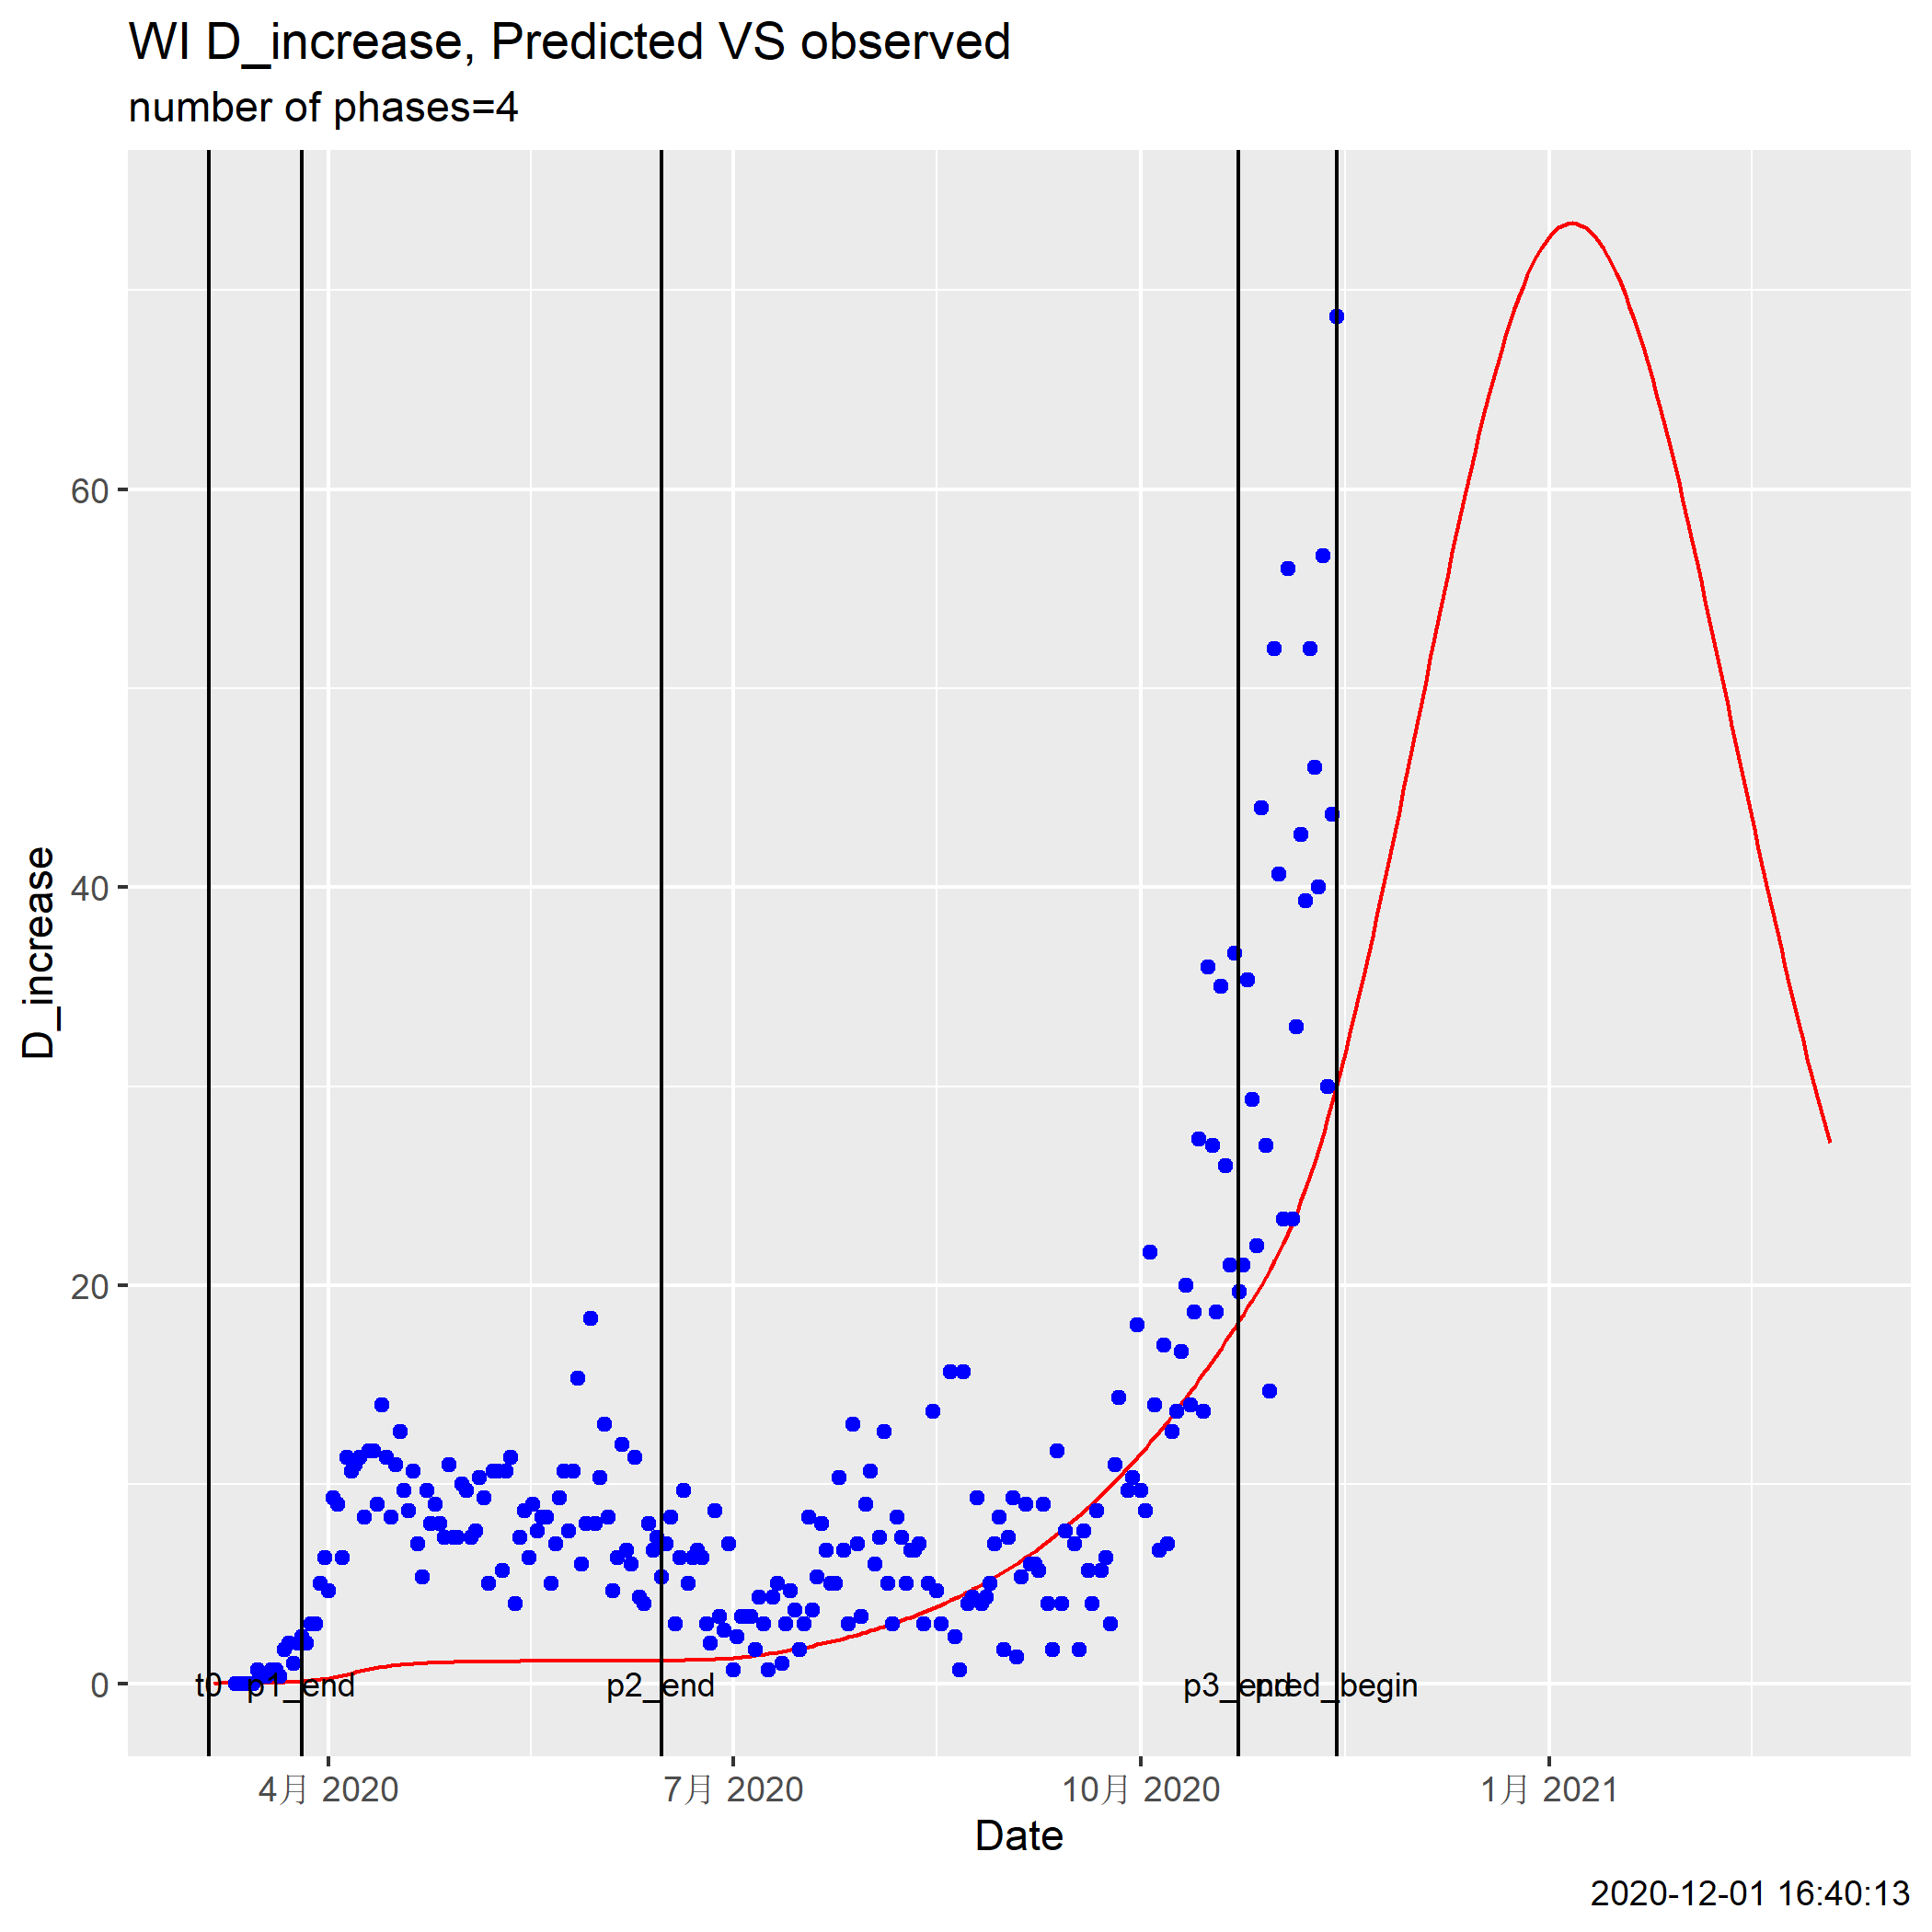 WI D_increase, Predicted VS observed
number of phases=4
D_increase
60
40
20
0
t0 p1_end p2_end p3_end pred_begin
4月 2020 7月 2020 10月 2020 1月 2021
Date
2020-12-01 16:40:13